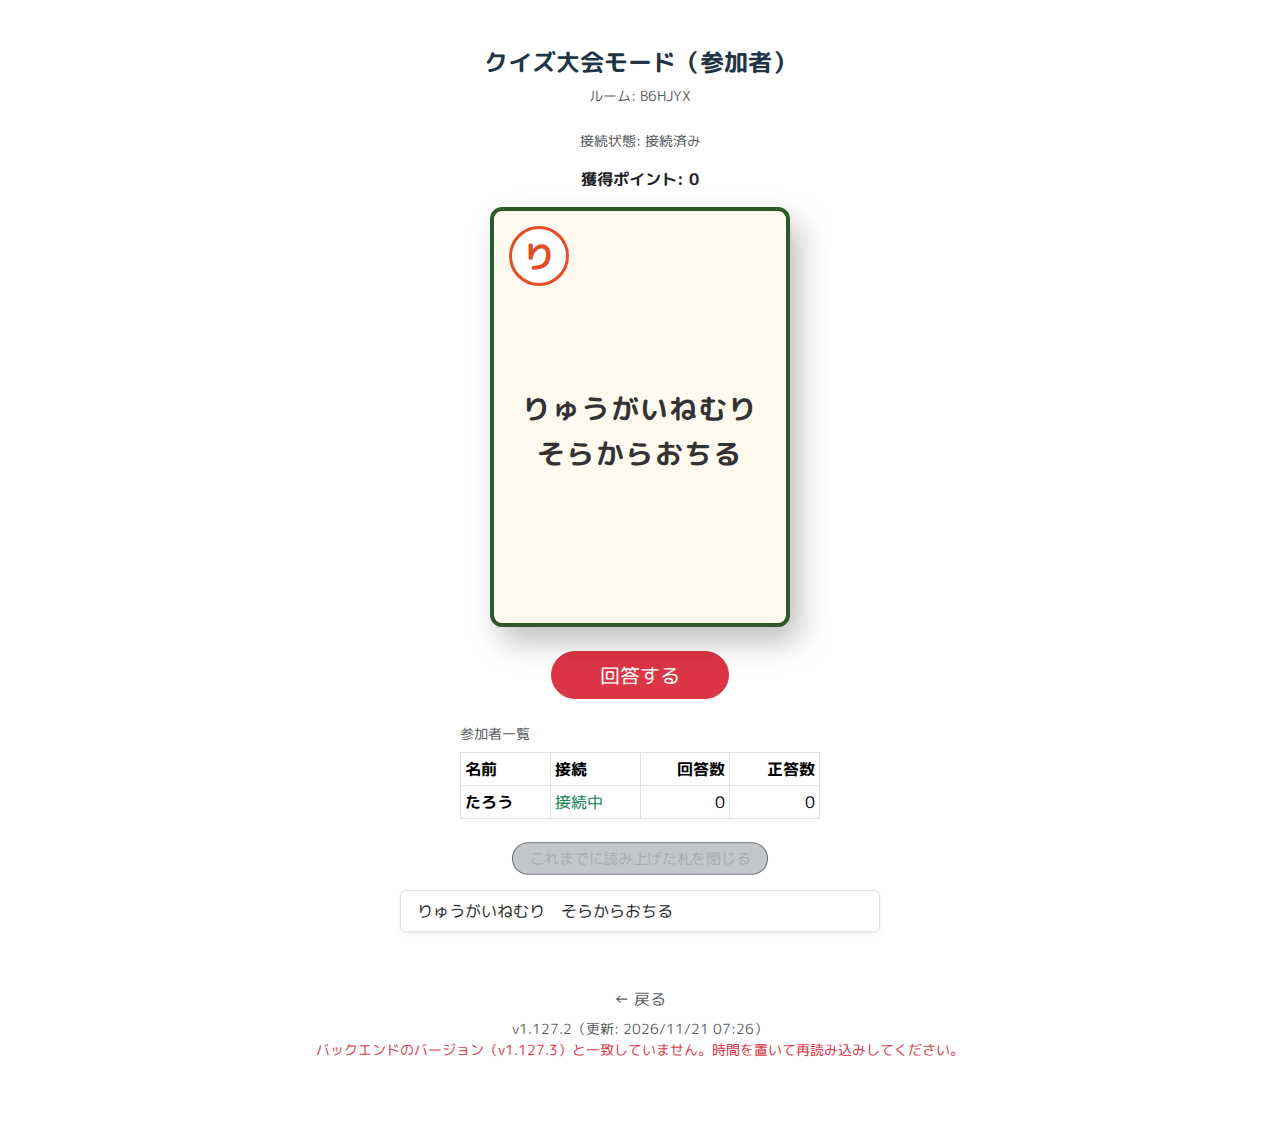 クイズ大会モード（参加者）
ルーム: B6HJYX
接続状態: 接続済み
獲得ポイント: 0
り
りゅうがいねむり
そらからおちる
回答する
参加者一覧
名前 接続 回答数 正答数
たろう 接続中 0 0
これまでに読み上げた札を閉じる
りゅうがいねむり　そらからおちる
← 戻る
v1.127.2（更新: 2026/11/21 07:26）
バックエンドのバージョン（v1.127.3）と一致していません。時間を置いて再読み込みしてください。